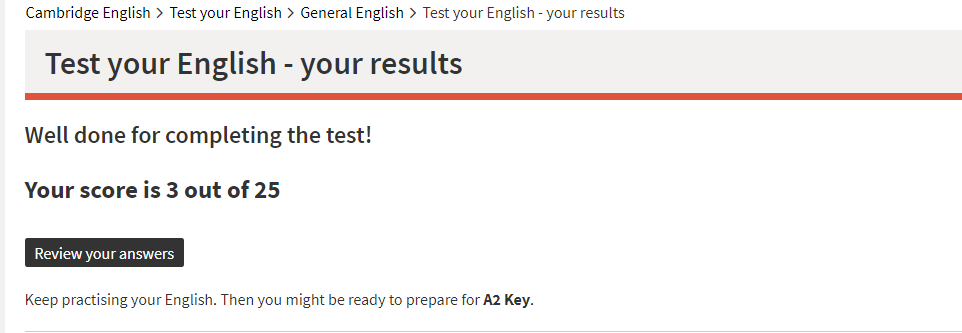 Cambridge English > Test your English > General English > Test your English - your results
Test your English - your results
Well done for completing the test!
Your score is 3 out of 25
Review your answers
Keep practising your English. Then you might be ready to prepare for A2 Key.